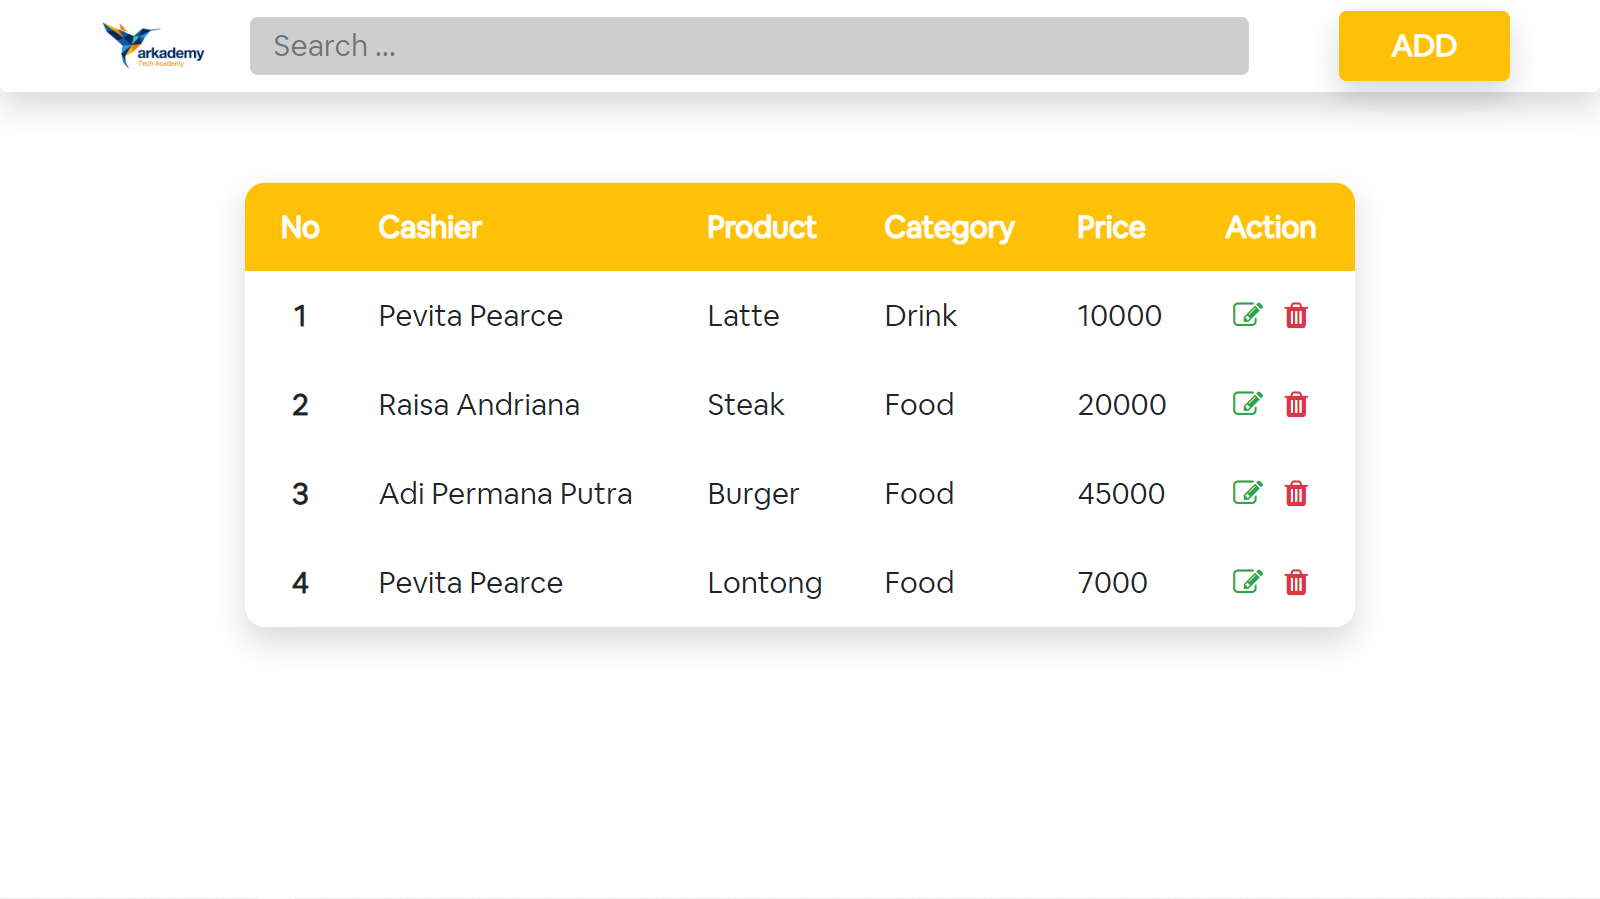 arkademy
Tech Academy
Search ...
ADD
No Cashier Product Category Price Action
1 Pevita Pearce Latte Drink 10000
2 Raisa Andriana Steak Food 20000
3 Adi Permana Putra Burger Food 45000
4 Pevita Pearce Lontong Food 7000